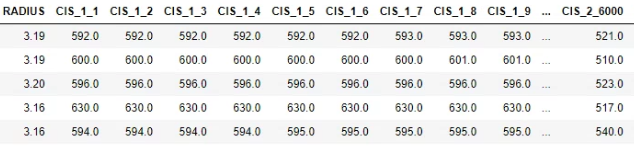 RADIUS CIS_1_1 CIS_1_2 CIS_1_3 CIS_1_4 CIS_1_5 CIS_1_6 CIS_1_7 CIS_1_8 CIS_1_9 ... CIS_2_6000
3.19 592.0 592.0 592.0 592.0 592.0 592.0 593.0 593.0 593.0 ... 521.0
3.19 600.0 600.0 600.0 600.0 600.0 600.0 600.0 601.0 601.0 ... 510.0
3.20 596.0 596.0 596.0 596.0 596.0 596.0 596.0 596.0 596.0 ... 523.0
3.16 630.0 630.0 630.0 630.0 630.0 630.0 630.0 630.0 630.0 ... 517.0
3.16 594.0 594.0 594.0 594.0 595.0 595.0 595.0 595.0 595.0 ... 540.0